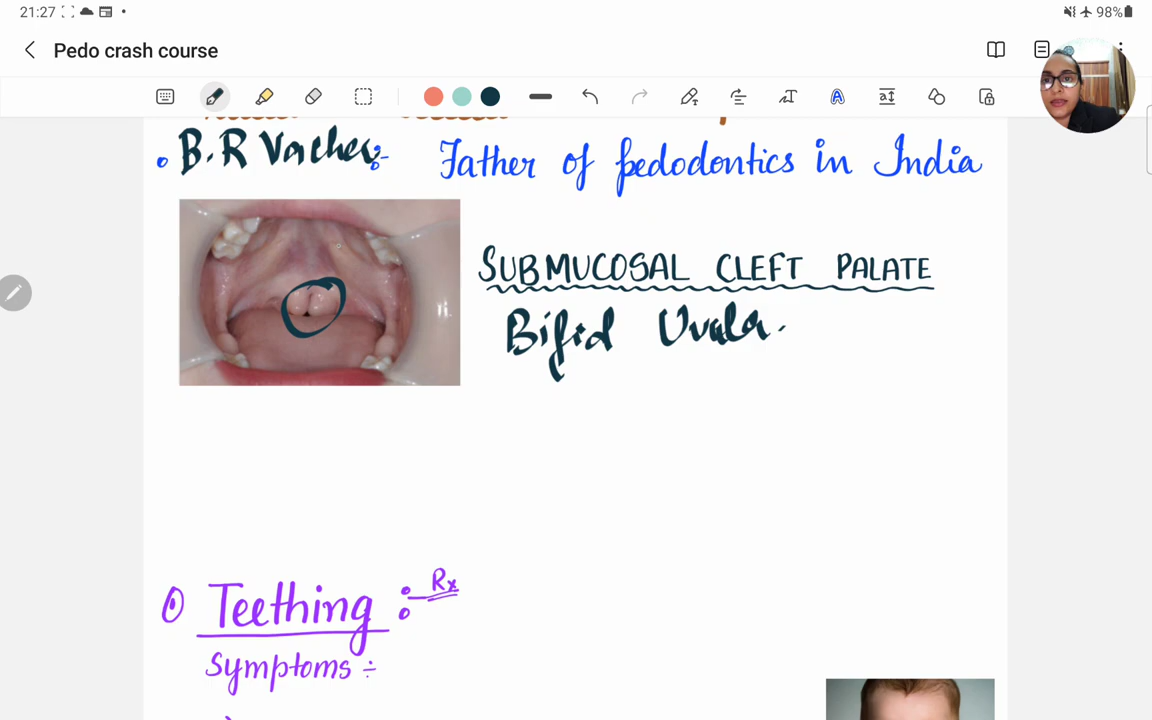 21:27
98%
Pedo crash course
B.R Vacher:- Father of pedodontics in India
SUBMUCOSAL CLEFT PALATE
Bifid Uvula.
Teething :- Rx
Symptoms ÷